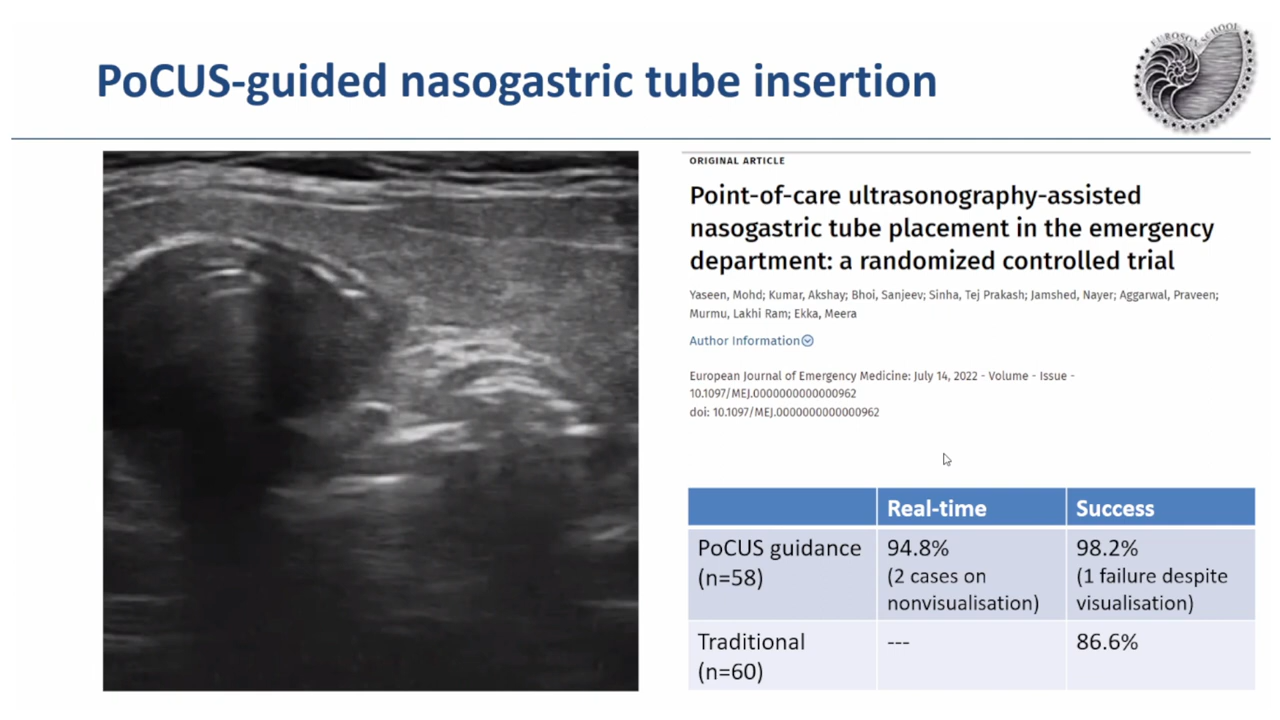 PoCUS-guided nasogastric tube insertion
EUROSON SCHOOL
ORIGINAL ARTICLE
Point-of-care ultrasonography-assisted
nasogastric tube placement in the emergency
department: a randomized controlled trial
Yaseen, Mohd; Kumar, Akshay; Bhoi, Sanjeev; Sinha, Tej Prakash; Jamshed, Nayer; Aggarwal, Praveen;
Murmu, Lakhi Ram; Ekka, Meera
Author Information
European Journal of Emergency Medicine: July 14, 2022 - Volume - Issue -
10.1097/MEJ.0000000000000962
doi: 10.1097/MEJ.0000000000000962
Real-time Success
PoCUS guidance 94.8% 98.2%
(n=58) (2 cases on (1 failure despite
nonvisualisation) visualisation)
Traditional --- 86.6%
(n=60)